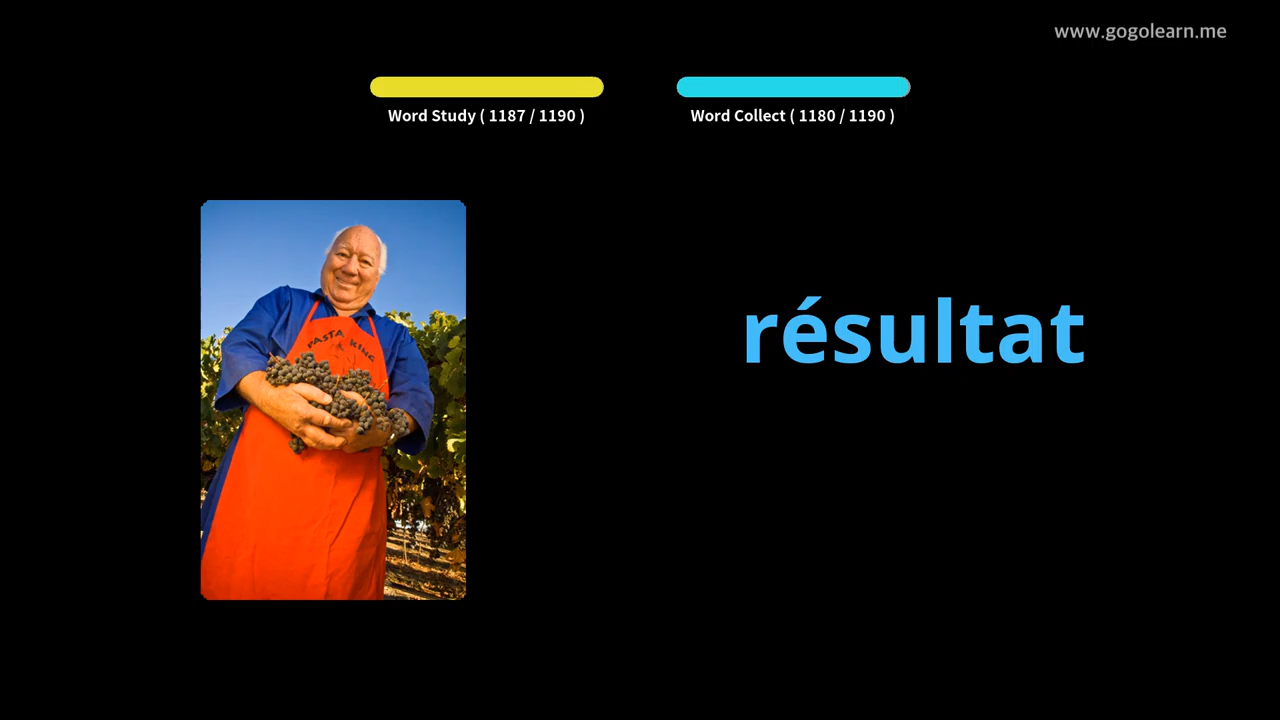 www.gogolearn.me
Word Study ( 1187 / 1190 )
Word Collect ( 1180 / 1190 )
PASTA KING
résultat